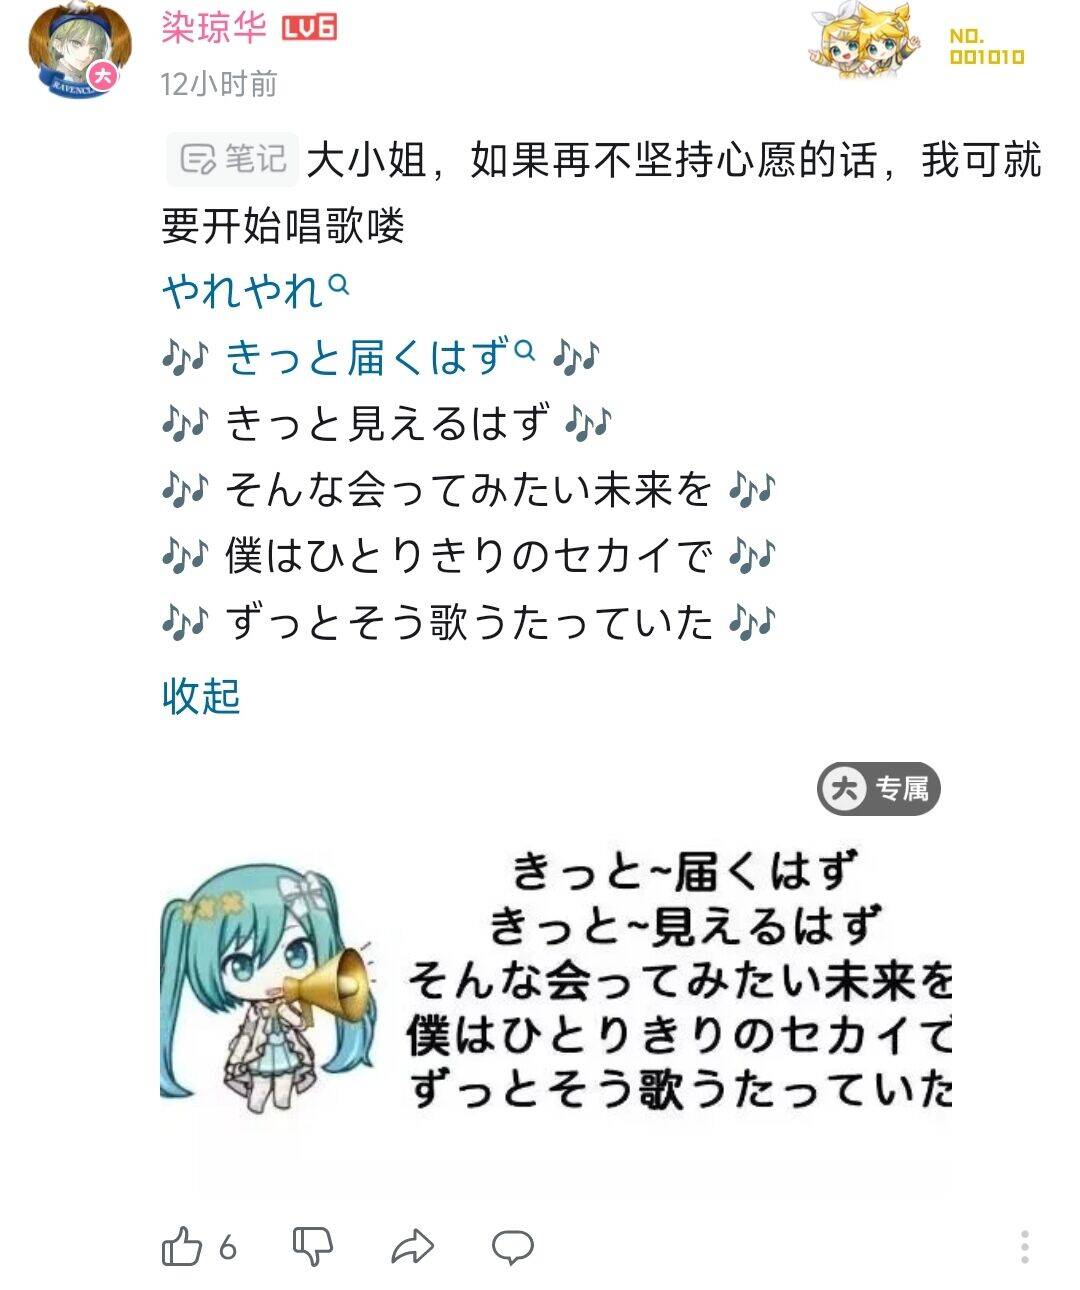 染琼华 LV6
12小时前
NO.
001010
RAVENCL
大
笔记 大小姐，如果再不坚持心愿的话，我可就
要开始唱歌喽
やれやれ
🎶 きっと届くはず 🎶
🎶 きっと見えるはず 🎶
🎶 そんな会ってみたい未来を 🎶
🎶 僕はひとりきりのセカイで 🎶
🎶 ずっとそう歌うたっていた 🎶
收起
大 专属
きっと~届くはず
きっと~見えるはず
そんな会ってみたい未来を
僕はひとりきりのセカイで
ずっとそう歌うたっていた
6